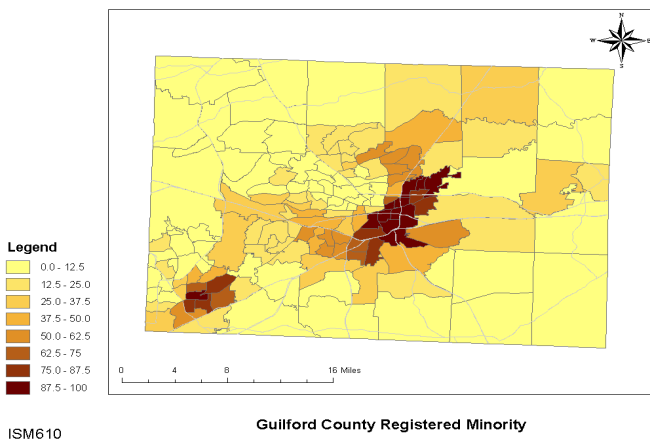 N
W E
S
Legend
0.0 - 12.5
12.5 - 25.0
25.0 - 37.5
37.5 - 50.0
50.0 - 62.5
62.5 - 75
75.0 - 87.5
87.5 - 100
0 4 8 16 Miles
Guilford County Registered Minority
ISM610